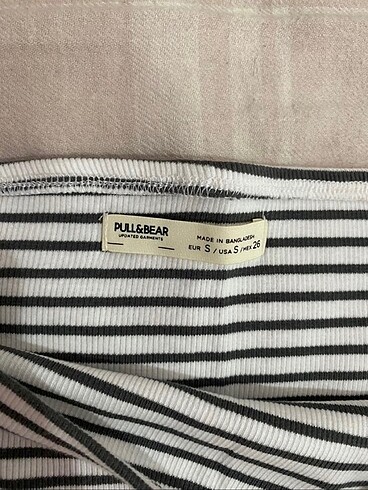 PULL&BEAR
UPDATED GARMENTS
MADE IN BANGLADESH
EUR S / USA S / MEX 26